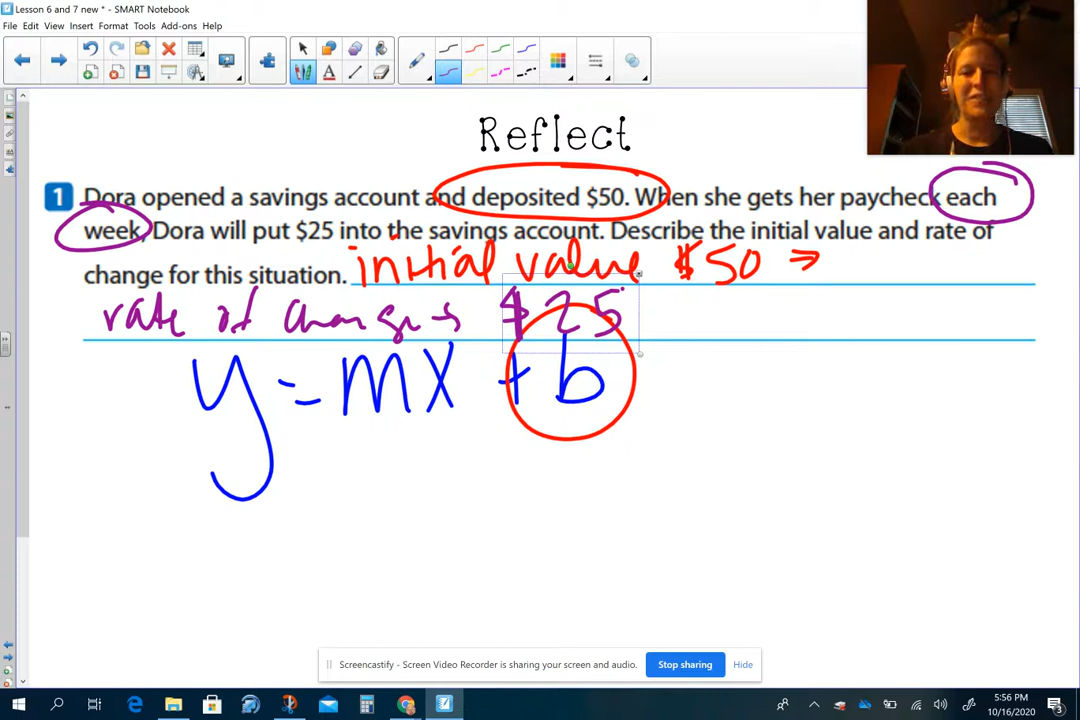 Lesson 6 and 7 new * - SMART Notebook
File Edit View Insert Format Tools Add-ons Help
Reflect
1 Dora opened a savings account and deposited $50. When she gets her paycheck each
week, Dora will put $25 into the savings account. Describe the initial value and rate of
change for this situation. initial value $50 ⇒
rate of change → $25
y = mx + b
Screencastify - Screen Video Recorder is sharing your screen and audio. Stop sharing Hide
5:56 PM
10/16/2020
3